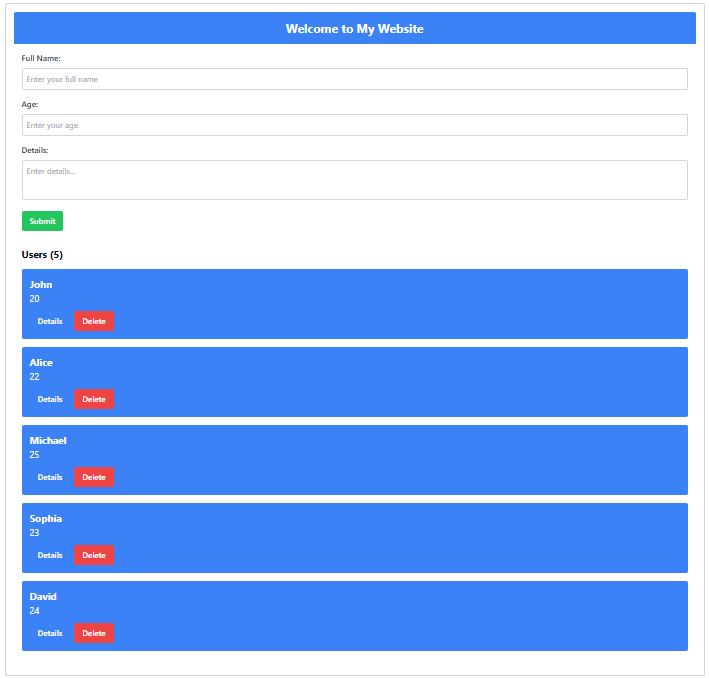 Welcome to My Website
Full Name:
Enter your full name
Age:
Enter your age
Details:
Enter details...
Submit
Users (5)
John
20
Details Delete
Alice
22
Details Delete
Michael
25
Details Delete
Sophia
23
Details Delete
David
24
Details Delete